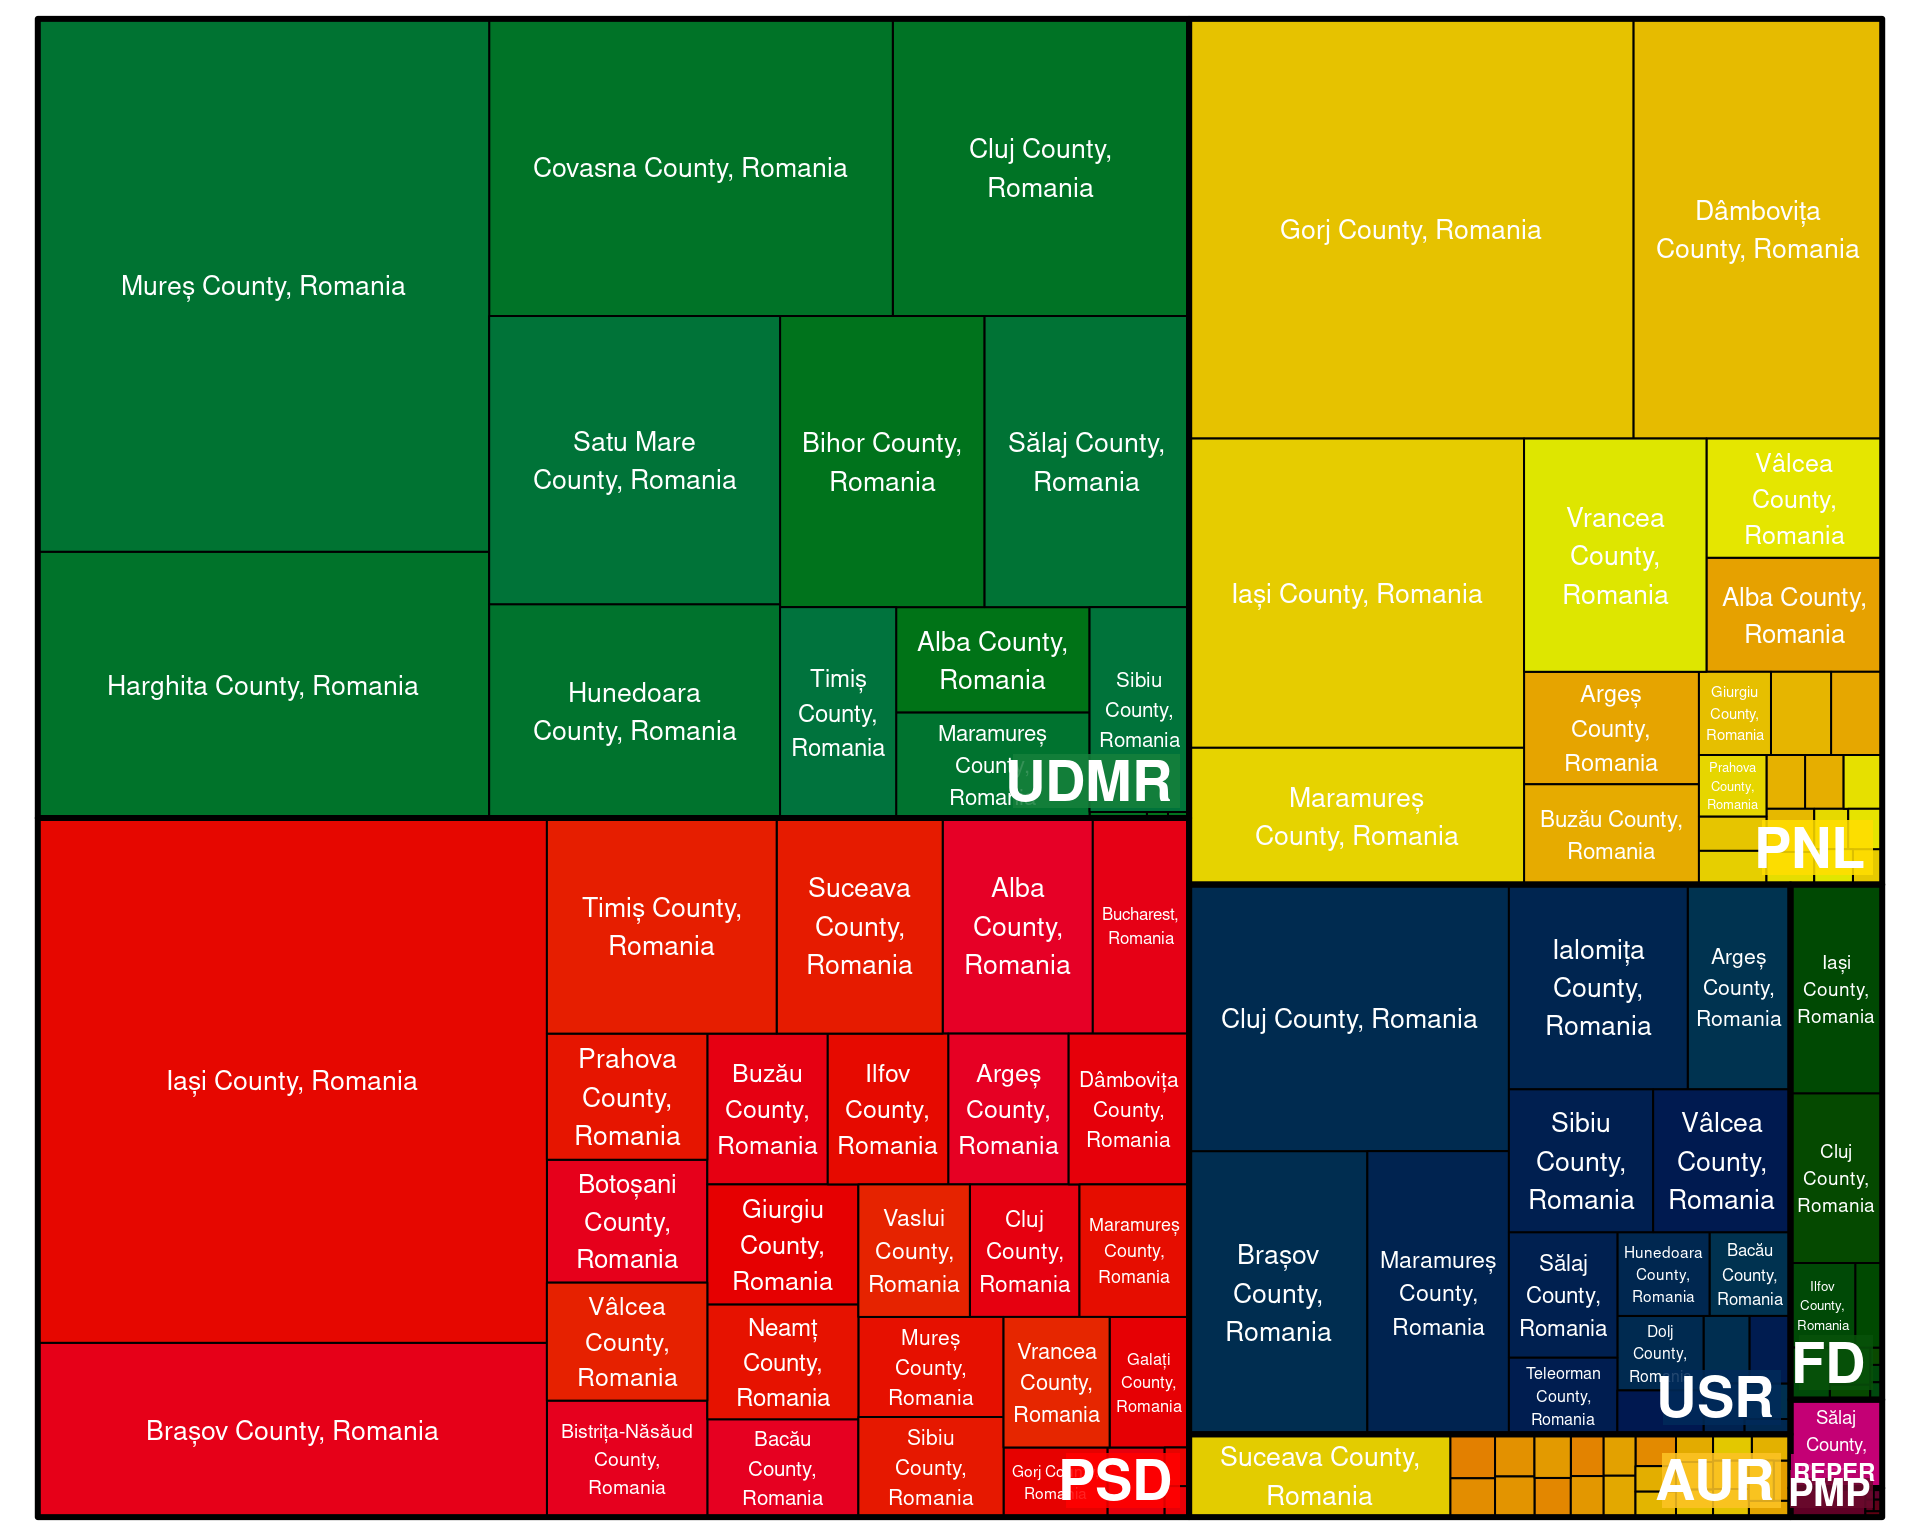 Mureș County, Romania
Harghita County, Romania
Covasna County, Romania
Cluj County,
Romania
Satu Mare
County, Romania
Bihor County,
Romania
Sălaj County,
Romania
Hunedoara
County, Romania
Timiș
County,
Romania
Alba County,
Romania
Maramureș
County,
Romania
Sibiu
County,
Romania
UDMR
Gorj County, Romania
Dâmbovița
County, Romania
Iași County, Romania
Maramureș
County, Romania
Vrancea
County,
Romania
Vâlcea
County,
Romania
Alba County,
Romania
Argeș
County,
Romania
Buzău County,
Romania
Giurgiu
County,
Romania
Prahova
County,
Romania
PNL
Iași County, Romania
Brașov County, Romania
Timiș County,
Romania
Suceava
County,
Romania
Alba
County,
Romania
Bucharest,
Romania
Prahova
County,
Romania
Botoșani
County,
Romania
Vâlcea
County,
Romania
Bistrița-Năsăud
County,
Romania
Buzău
County,
Romania
Ilfov
County,
Romania
Argeș
County,
Romania
Dâmbovița
County,
Romania
Giurgiu
County,
Romania
Neamț
County,
Romania
Bacău
County,
Romania
Vaslui
County,
Romania
Cluj
County,
Romania
Maramureș
County,
Romania
Mureș
County,
Romania
Sibiu
County,
Romania
Vrancea
County,
Romania
Galați
County,
Romania
Gorj County,
Romania
PSD
Cluj County, Romania
Brașov
County,
Romania
Maramureș
County,
Romania
Ialomița
County,
Romania
Argeș
County,
Romania
Sibiu
County,
Romania
Vâlcea
County,
Romania
Sălaj
County,
Romania
Teleorman
County,
Romania
Hunedoara
County,
Romania
Bacău
County,
Romania
Dolj
County,
Romania
USR
Iași
County,
Romania
Cluj
County,
Romania
Ilfov
County,
Romania
FD
Suceava County,
Romania
AUR
Sălaj
County,
REPER
PMP